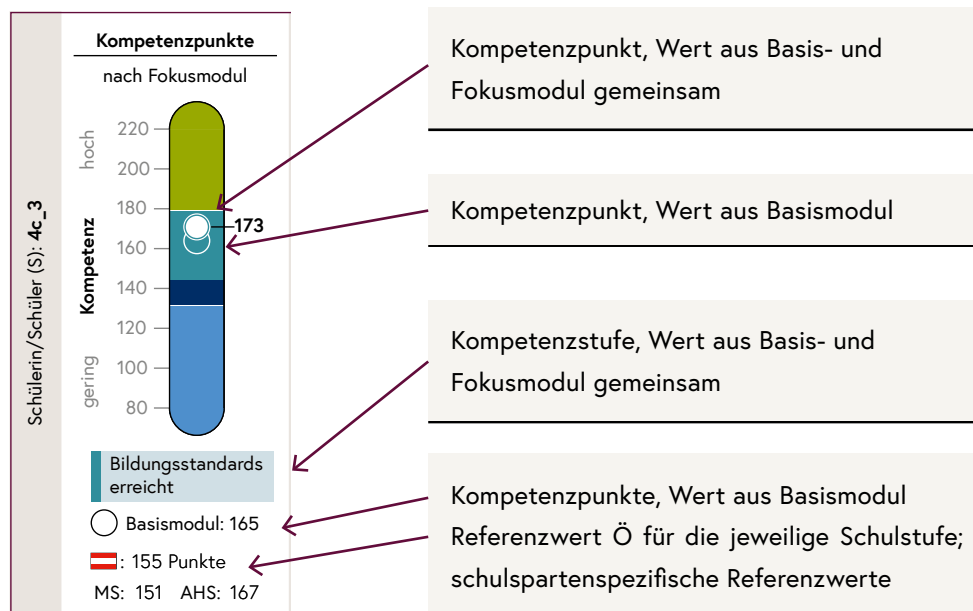 Schülerin/Schüler (S): 4c_3
Kompetenzpunkte
nach Fokusmodul
hoch
Kompetenz
gering
220
200
180
160
140
120
100
80
173
Bildungsstandards
erreicht
Basismodul: 165
: 155 Punkte
MS: 151 AHS: 167
Kompetenzpunkt, Wert aus Basis- und
Fokusmodul gemeinsam
Kompetenzpunkt, Wert aus Basismodul
Kompetenzstufe, Wert aus Basis- und
Fokusmodul gemeinsam
Kompetenzpunkte, Wert aus Basismodul
Referenzwert Ö für die jeweilige Schulstufe;
schulspartenspezifische Referenzwerte